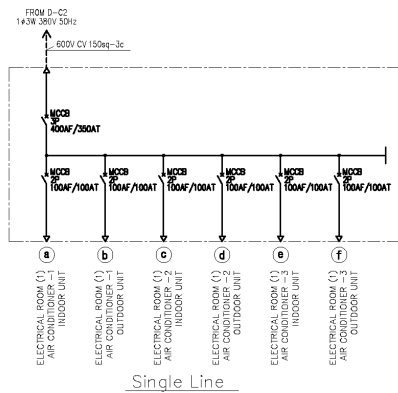 FROM D-C2
1φ3W 380V 50Hz
600V CV 150sq-3c
MCCB
3P
400AF/350AT
MCCB
2P
100AF/100AT
MCCB
2P
100AF/100AT
MCCB
2P
100AF/100AT
MCCB
2P
100AF/100AT
MCCB
2P
100AF/100AT
MCCB
2P
100AF/100AT
a
b
c
d
e
f
ELECTRICAL ROOM (1)
AIR CONDITIONER -1
INDOOR UNIT
ELECTRICAL ROOM (1)
AIR CONDITIONER -1
OUTDOOR UNIT
ELECTRICAL ROOM (1)
AIR CONDITIONER -2
INDOOR UNIT
ELECTRICAL ROOM (1)
AIR CONDITIONER -2
OUTDOOR UNIT
ELECTRICAL ROOM (1)
AIR CONDITIONER -3
INDOOR UNIT
ELECTRICAL ROOM (1)
AIR CONDITIONER -3
OUTDOOR UNIT
Single Line